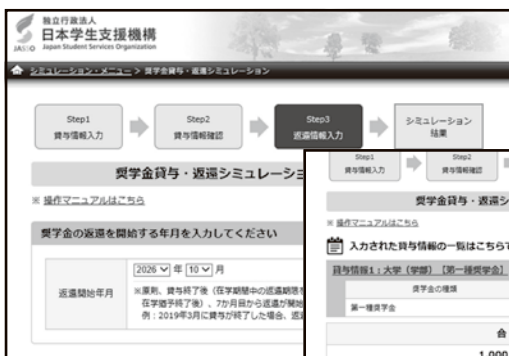 独立行政法人
日本学生支援機構
JASSO Japan Student Services Organization
シミュレーション・メニュー > 奨学金貸与・返還シミュレーション
Step1
貸与情報入力
Step2
貸与情報確認
Step3
返還情報入力
シミュレーション
結果
奨学金貸与・返還シミュレーショ
※ 操作マニュアルはこちら
奨学金の返還を開始する年月を入力してください
返還開始年月
2026 年 10 月
※原則、貸与終了後（在学期間中の返還期限を
在学猶予終了後）、7か月目から返還が開始
例：2019年3月に貸与が終了した場合、返還
Step1
貸与情報入力
Step2
貸与情報確認
奨学金貸与・返還シ
※ 操作マニュアルはこちら
入力された貸与情報の一覧はこちらで
貸与情報1：大学（学部）［第一種奨学金］
奨学金の種類
第一種奨学金
合
1,000